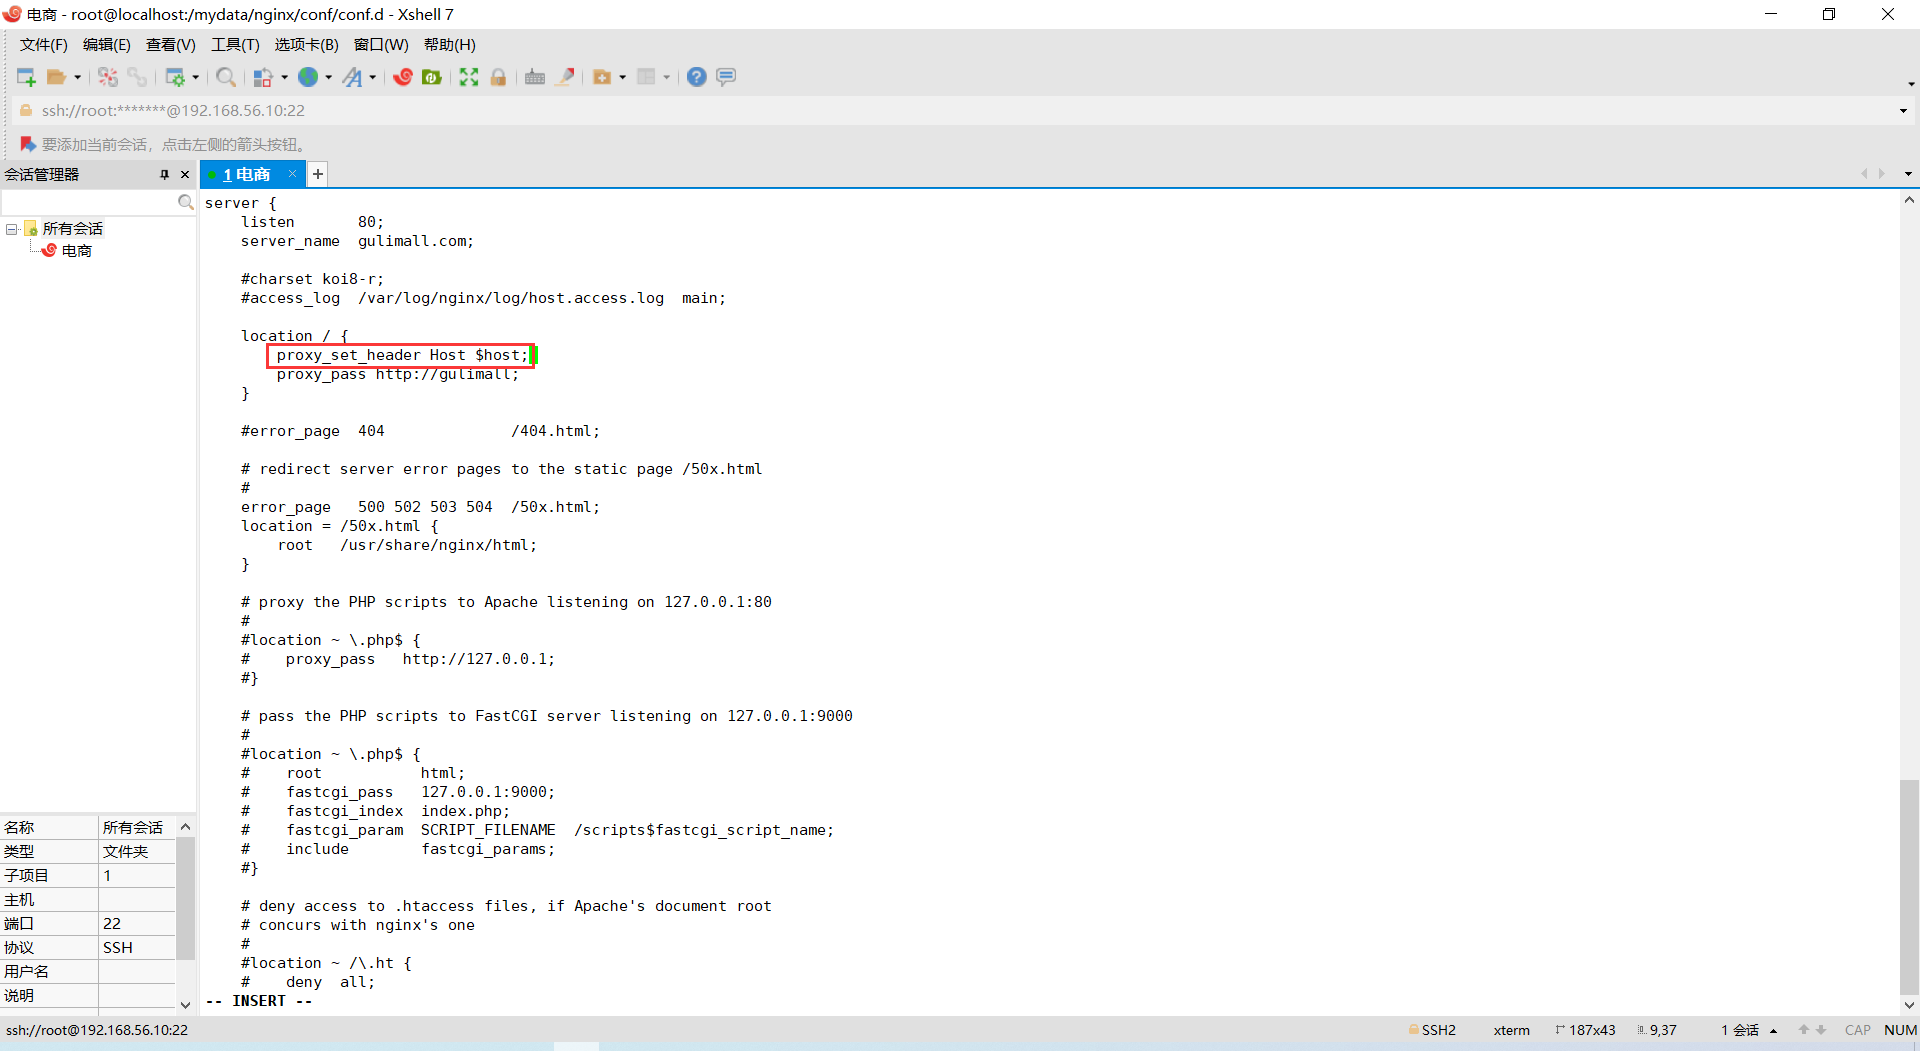 电商 - root@localhost:/mydata/nginx/conf/conf.d - Xshell 7
文件(F) 编辑(E) 查看(V) 工具(T) 选项卡(B) 窗口(W) 帮助(H)
ssh://root:*******@192.168.56.10:22
要添加当前会话，点击左侧的箭头按钮。
会话管理器
1 电商
所有会话
电商
名称 所有会话
类型 文件夹
子项目 1
主机
端口 22
协议 SSH
用户名
说明
server {
    listen       80;
    server_name  gulimall.com;

    #charset koi8-r;
    #access_log  /var/log/nginx/log/host.access.log  main;

    location / {
        proxy_set_header Host $host;
        proxy_pass http://gulimall;
    }

    #error_page  404              /404.html;

    # redirect server error pages to the static page /50x.html
    #
    error_page   500 502 503 504  /50x.html;
    location = /50x.html {
        root   /usr/share/nginx/html;
    }

    # proxy the PHP scripts to Apache listening on 127.0.0.1:80
    #
    #location ~ \.php$ {
    #    proxy_pass   http://127.0.0.1;
    #}

    # pass the PHP scripts to FastCGI server listening on 127.0.0.1:9000
    #
    #location ~ \.php$ {
    #    root           html;
    #    fastcgi_pass   127.0.0.1:9000;
    #    fastcgi_index  index.php;
    #    fastcgi_param  SCRIPT_FILENAME  /scripts$fastcgi_script_name;
    #    include        fastcgi_params;
    #}

    # deny access to .htaccess files, if Apache's document root
    # concurs with nginx's one
    #
    #location ~ /\.ht {
    #    deny  all;
-- INSERT --
ssh://root@192.168.56.10:22 SSH2 xterm 187x43 9,37 1 会话 CAP NUM